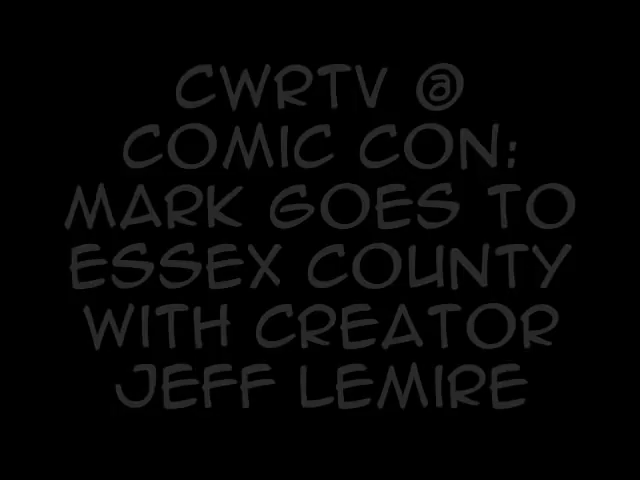 CWRTV @
COMIC CON:
MARK GOES TO
ESSEX COUNTY
WITH CREATOR
JEFF LEMIRE